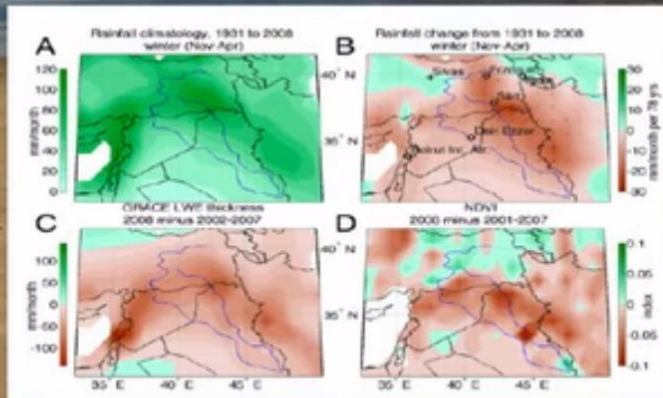 A
Rainfall climatology, 1931 to 2008
winter (Nov-Apr)
120
100
80
60
40
20
0
mm/month
B
Rainfall change from 1931 to 2008
winter (Nov-Apr)
40° N
35° N
Sivas
Siirt
Deir Ezzor
Beirut Int. Air
30
20
10
0
-10
-20
-30
mm/month per 78 yrs
C
GRACE LWE thickness
2008 minus 2002-2007
100
50
0
-50
-100
mm/month
35° E
40° E
45° E
D
NDVI
2008 minus 2001-2007
40° N
35° N
35° E
40° E
45° E
0.1
0.05
0
-0.05
-0.1
index